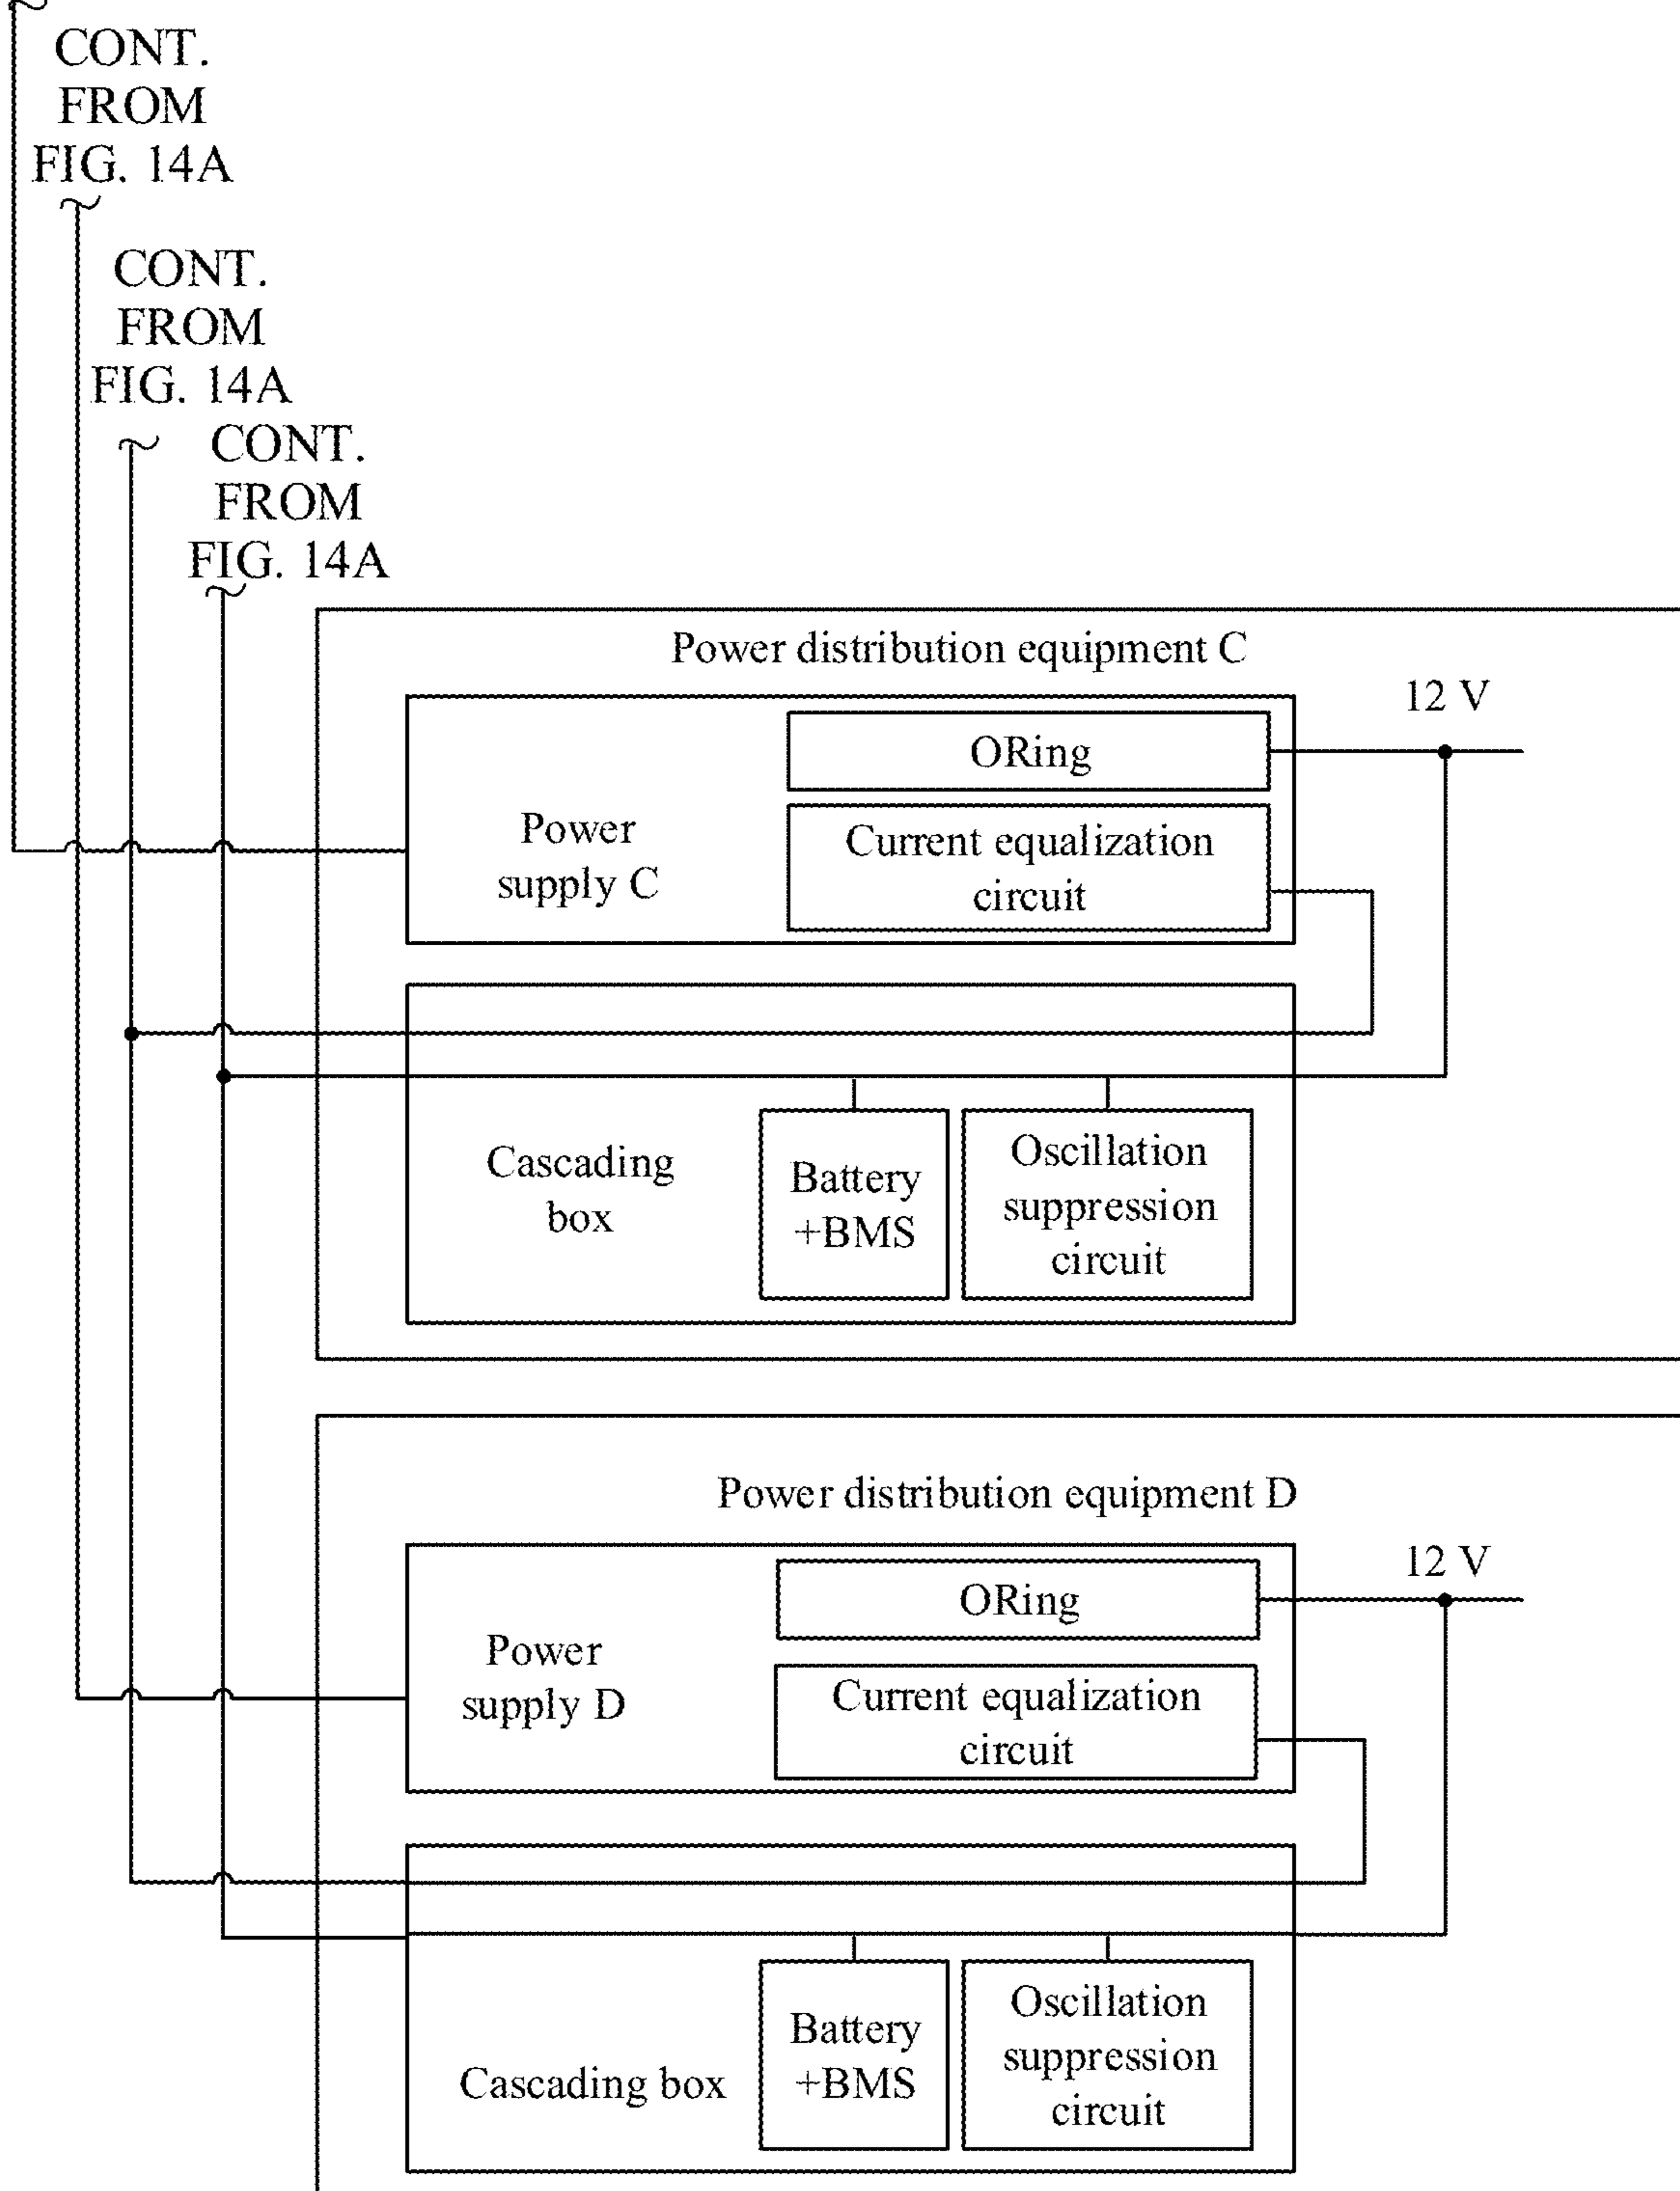 CONT.
FROM
FIG. 14A
CONT.
FROM
FIG. 14A
CONT.
FROM
FIG. 14A
Power distribution equipment C
12 V
ORing
Power
supply C
Current equalization
circuit
Cascading
box
Battery
+BMS
Oscillation
suppression
circuit
Power distribution equipment D
12 V
ORing
Power
supply D
Current equalization
circuit
Cascading box
Battery
+BMS
Oscillation
suppression
circuit